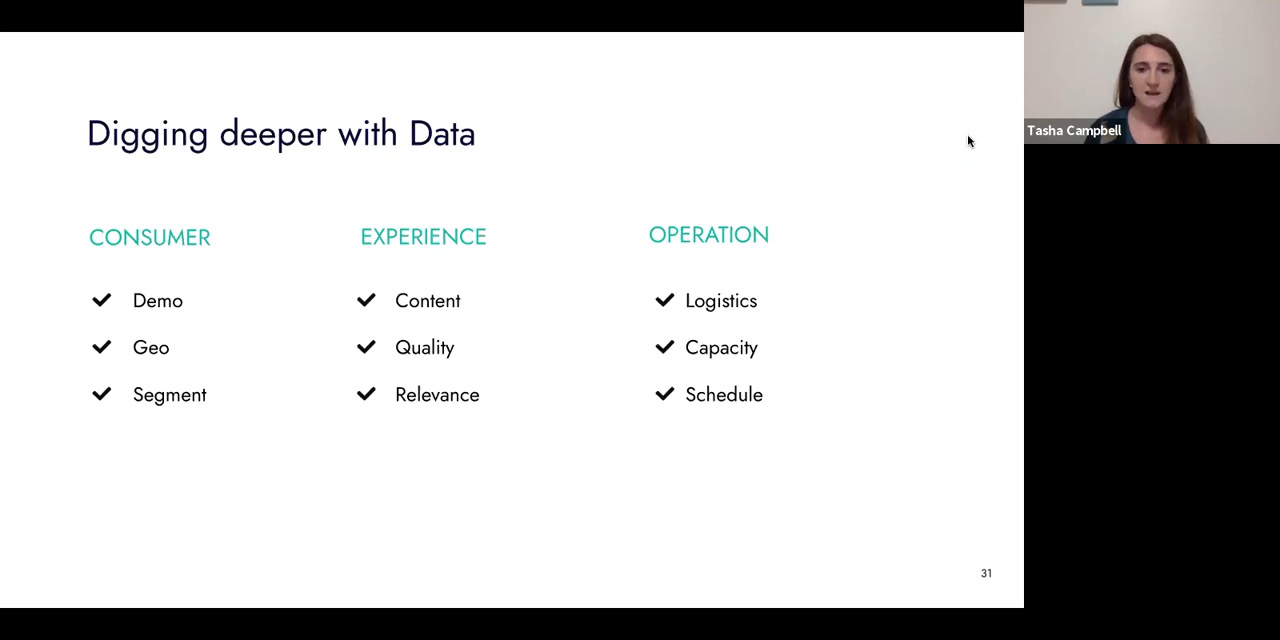 Digging deeper with Data
CONSUMER
Demo
Geo
Segment
EXPERIENCE
Content
Quality
Relevance
OPERATION
Logistics
Capacity
Schedule
31
Tasha Campbell